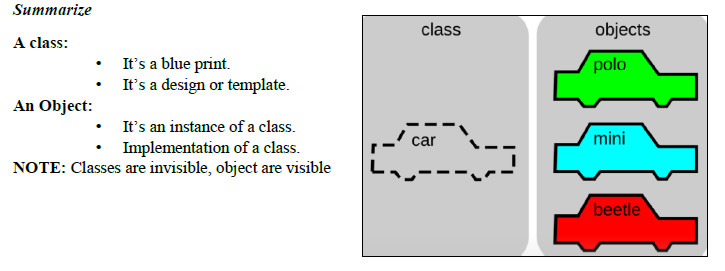 Summarize
A class:
• It’s a blue print.
• It’s a design or template.
An Object:
• It’s an instance of a class.
• Implementation of a class.
NOTE: Classes are invisible, object are visible
class
car
objects
polo
mini
beetle